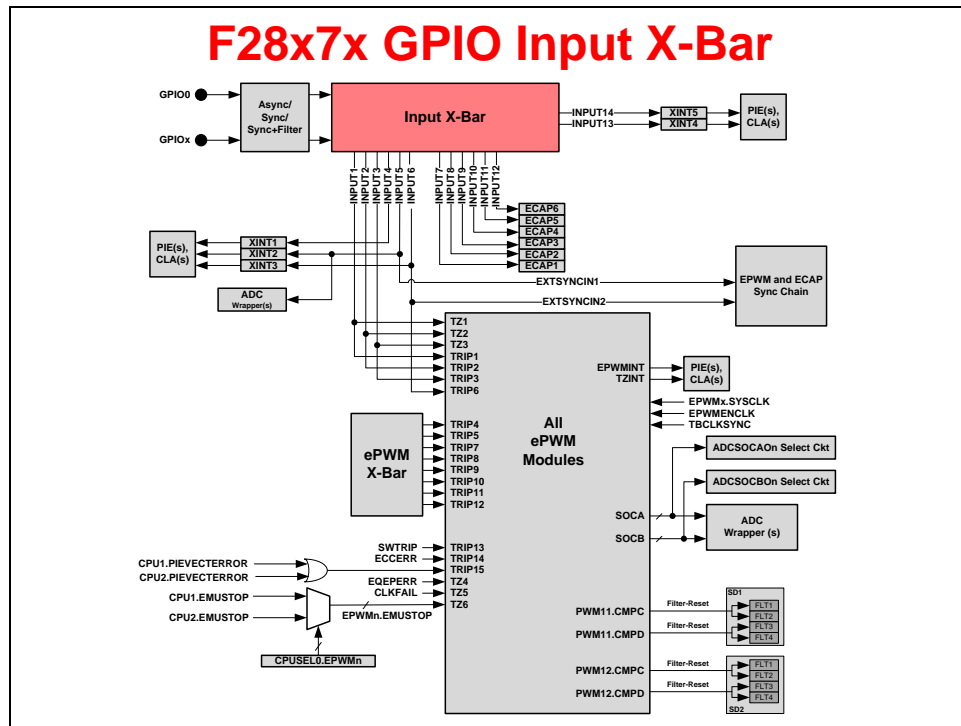 F28x7x GPIO Input X-Bar
GPIO0
GPIOx
Async/
Sync/
Sync+Filter
Input X-Bar
INPUT14
INPUT13
XINT5
XINT4
PIE(s),
CLA(s)
INPUT1
INPUT2
INPUT3
INPUT4
INPUT5
INPUT6
INPUT7
INPUT8
INPUT9
INPUT10
INPUT11
INPUT12
ECAP6
ECAP5
ECAP4
ECAP3
ECAP2
ECAP1
PIE(s),
CLA(s)
XINT1
XINT2
XINT3
ADC
Wrapper(s)
EXTSYNCIN1
EXTSYNCIN2
EPWM and ECAP
Sync Chain
TZ1
TZ2
TZ3
TRIP1
TRIP2
TRIP3
TRIP6
ePWM
X-Bar
TRIP4
TRIP5
TRIP7
TRIP8
TRIP9
TRIP10
TRIP11
TRIP12
All
ePWM
Modules
EPWMINT
TZINT
PIE(s),
CLA(s)
EPWMx.SYSCLK
EPWMENCLK
TBCLKSYNC
ADCSOCAOn Select Ckt
ADCSOCBOn Select Ckt
SOCA
SOCB
ADC
Wrapper (s)
CPU1.PIEVECTERROR
CPU2.PIEVECTERROR
CPU1.EMUSTOP
CPU2.EMUSTOP
SWTRIP
ECCERR
EQEPERR
CLKFAIL
EPWMn.EMUSTOP
TRIP13
TRIP14
TRIP15
TZ4
TZ5
TZ6
CPUSEL0.EPWMn
PWM11.CMPC
PWM11.CMPD
PWM12.CMPC
PWM12.CMPD
Filter-Reset
Filter-Reset
Filter-Reset
Filter-Reset
SD1
FLT1
FLT2
FLT3
FLT4
FLT1
FLT2
FLT3
FLT4
SD2